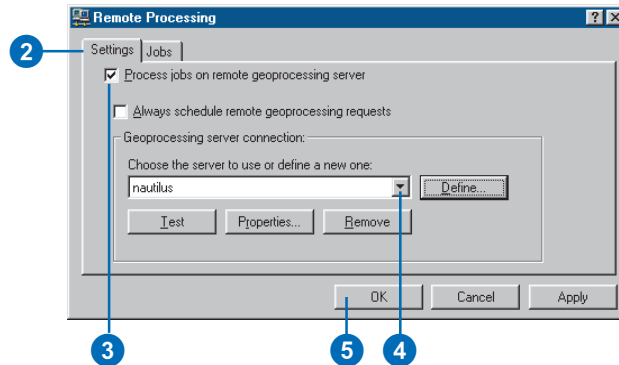 Remote Processing
2
Settings Jobs
Process jobs on remote geoprocessing server
Always schedule remote geoprocessing requests
Geoprocessing server connection:
Choose the server to use or define a new one:
nautilus Define...
Test Properties... Remove
OK Cancel Apply
3 5 4